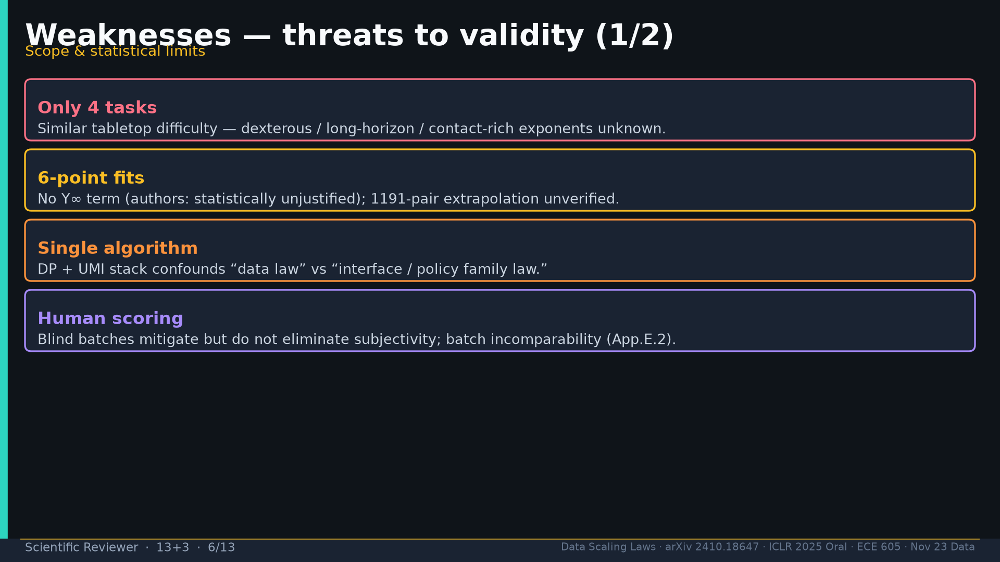 Weaknesses — threats to validity (1/2)
Scope & statistical limits
Only 4 tasks
Similar tabletop difficulty — dexterous / long-horizon / contact-rich exponents unknown.
6-point fits
No Y∞ term (authors: statistically unjustified); 1191-pair extrapolation unverified.
Single algorithm
DP + UMI stack confounds “data law” vs “interface / policy family law.”
Human scoring
Blind batches mitigate but do not eliminate subjectivity; batch incomparability (App.E.2).
Scientific Reviewer · 13+3 · 6/13
Data Scaling Laws · arXiv 2410.18647 · ICLR 2025 Oral · ECE 605 · Nov 23 Data